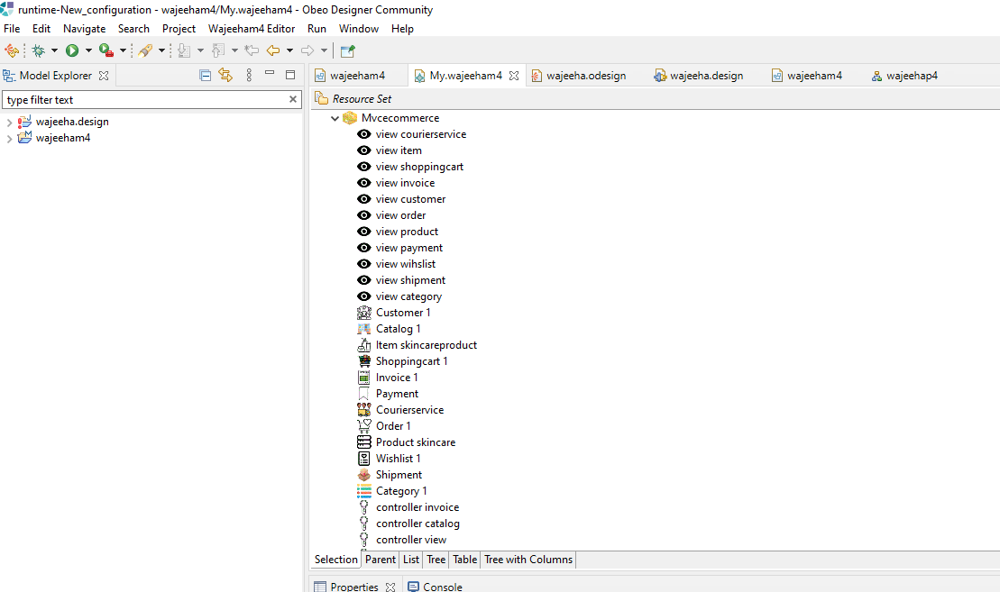 runtime-New_configuration - wajeeham4/My.wajeeham4 - Obeo Designer Community
File Edit Navigate Search Project Wajeeham4 Editor Run Window Help
Model Explorer
wajeeham4 My.wajeeham4 wajeeha.odesign wajeeha.design wajeeham4 wajeehap4
type filter text
wajeeha.design
wajeeham4
Resource Set
Mvcecommerce
view courierservice
view item
view shoppingcart
view invoice
view customer
view order
view product
view payment
view wihslist
view shipment
view category
Customer 1
Catalog 1
Item skincareproduct
Shoppingcart 1
Invoice 1
Payment
Courierservice
Order 1
Product skincare
Wishlist 1
Shipment
Category 1
controller invoice
controller catalog
controller view
Selection Parent List Tree Table Tree with Columns
Properties Console